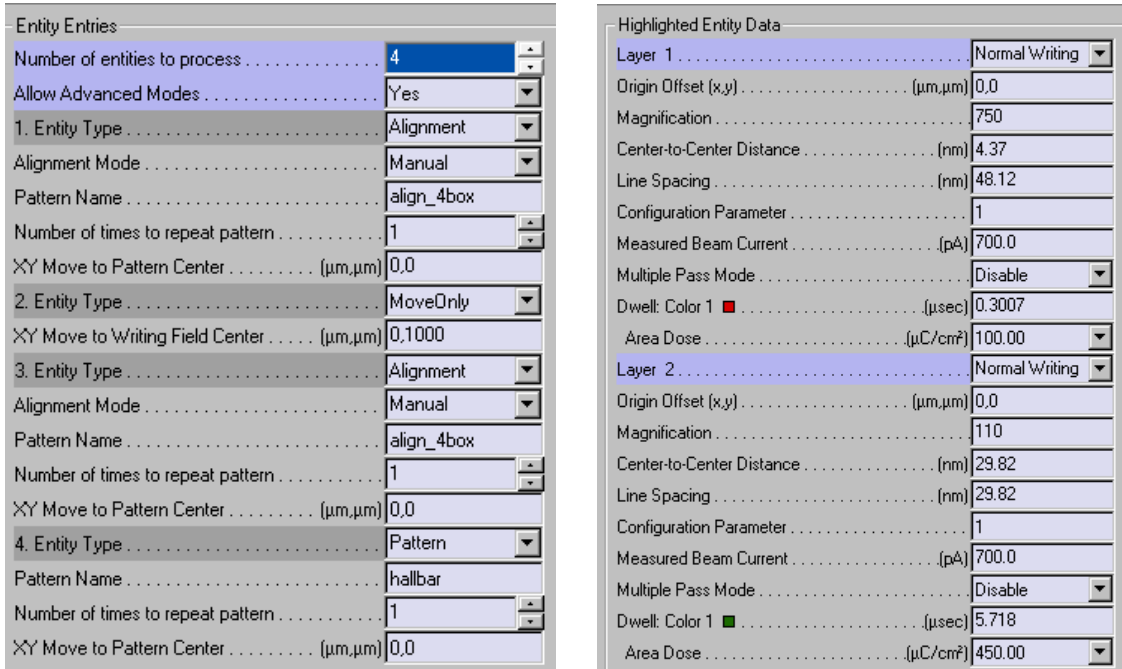 Entity Entries
Number of entities to process . . . . . . . . . . . . . . 4
Allow Advanced Modes . . . . . . . . . . . . . . . . . . Yes
1. Entity Type . . . . . . . . . . . . . . . . . . . . . . . . . . Alignment
Alignment Mode . . . . . . . . . . . . . . . . . . . . . . . . Manual
Pattern Name . . . . . . . . . . . . . . . . . . . . . . . . . . align_4box
Number of times to repeat pattern . . . . . . . . . . . 1
XY Move to Pattern Center . . . . . . . . . (µm,µm) 0,0
2. Entity Type . . . . . . . . . . . . . . . . . . . . . . . . . . MoveOnly
XY Move to Writing Field Center . . . . (µm,µm) 0,1000
3. Entity Type . . . . . . . . . . . . . . . . . . . . . . . . . . Alignment
Alignment Mode . . . . . . . . . . . . . . . . . . . . . . . . Manual
Pattern Name . . . . . . . . . . . . . . . . . . . . . . . . . . align_4box
Number of times to repeat pattern . . . . . . . . . . . 1
XY Move to Pattern Center . . . . . . . . . (µm,µm) 0,0
4. Entity Type . . . . . . . . . . . . . . . . . . . . . . . . . . Pattern
Pattern Name . . . . . . . . . . . . . . . . . . . . . . . . . . hallbar
Number of times to repeat pattern . . . . . . . . . . . 1
XY Move to Pattern Center . . . . . . . . . (µm,µm) 0,0
Highlighted Entity Data
Layer 1 . . . . . . . . . . . . . . . . . . . . . . . . . . . . . . . . Normal Writing
Origin Offset (x,y) . . . . . . . . . . . . . . . . . . . (µm,µm) 0,0
Magnification . . . . . . . . . . . . . . . . . . . . . . . . . . . . 750
Center-to-Center Distance . . . . . . . . . . . . . . . (nm) 4.37
Line Spacing . . . . . . . . . . . . . . . . . . . . . . . . . . (nm) 48.12
Configuration Parameter . . . . . . . . . . . . . . . . . . . . 1
Measured Beam Current . . . . . . . . . . . . . . . . . (pA) 700.0
Multiple Pass Mode . . . . . . . . . . . . . . . . . . . . . . . Disable
Dwell: Color 1 . . . . . . . . . . . . . . . . . . . . . (µsec) 0.3007
Area Dose . . . . . . . . . . . . . . . . . . . . . . (µC/cm²) 100.00
Layer 2 . . . . . . . . . . . . . . . . . . . . . . . . . . . . . . . . Normal Writing
Origin Offset (x,y) . . . . . . . . . . . . . . . . . . . (µm,µm) 0,0
Magnification . . . . . . . . . . . . . . . . . . . . . . . . . . . . 110
Center-to-Center Distance . . . . . . . . . . . . . . . (nm) 29.82
Line Spacing . . . . . . . . . . . . . . . . . . . . . . . . . . (nm) 29.82
Configuration Parameter . . . . . . . . . . . . . . . . . . . . 1
Measured Beam Current . . . . . . . . . . . . . . . . . (pA) 700.0
Multiple Pass Mode . . . . . . . . . . . . . . . . . . . . . . . Disable
Dwell: Color 1 . . . . . . . . . . . . . . . . . . . . . (µsec) 5.718
Area Dose . . . . . . . . . . . . . . . . . . . . . . (µC/cm²) 450.00